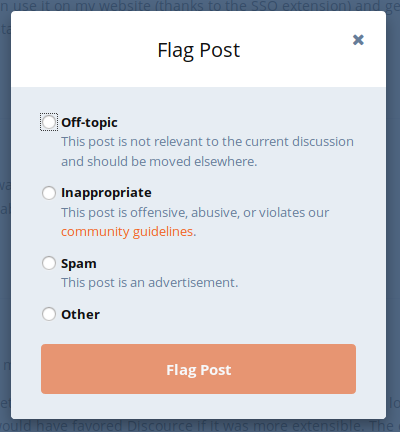 n use it on my website (thanks to the SSO extension) and ge
Flag Post
Off-topic
This post is not relevant to the current discussion
and should be moved elsewhere.
Inappropriate
This post is offensive, abusive, or violates our
community guidelines.
Spam
This post is an advertisement.
Other
Flag Post
would have favored Discource if it was more extensible. The